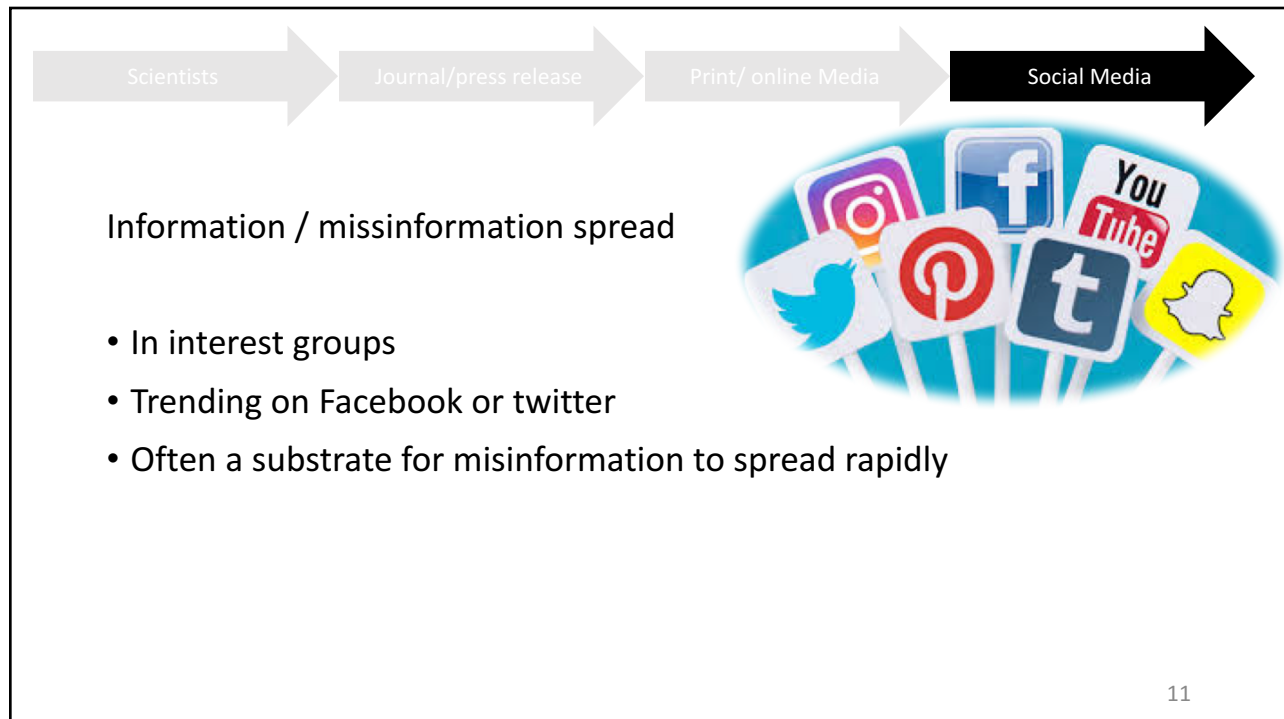 Scientists
Journal/press release
Print/ online Media
Social Media
f
You
Tube
t
Information / missinformation spread
• In interest groups
• Trending on Facebook or twitter
• Often a substrate for misinformation to spread rapidly
11